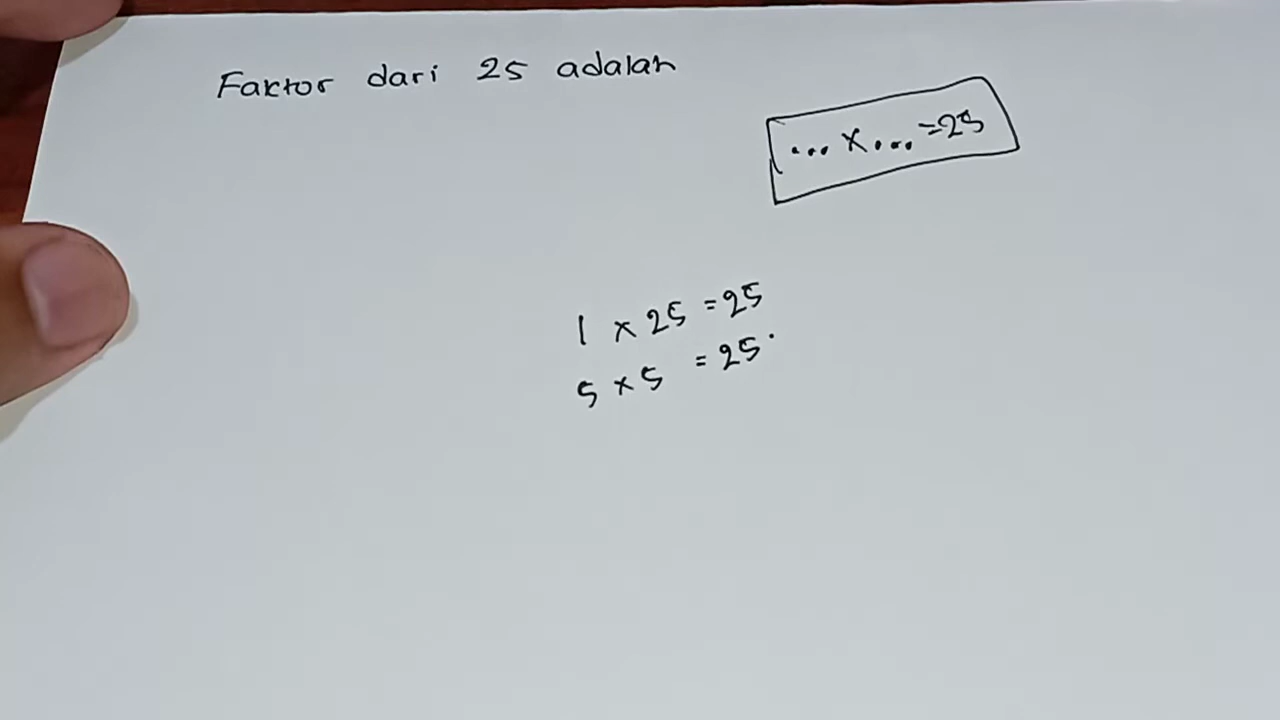 Faktor dari 25 adalah
... x ... = 25
1 x 25 = 25
5 x 5 = 25